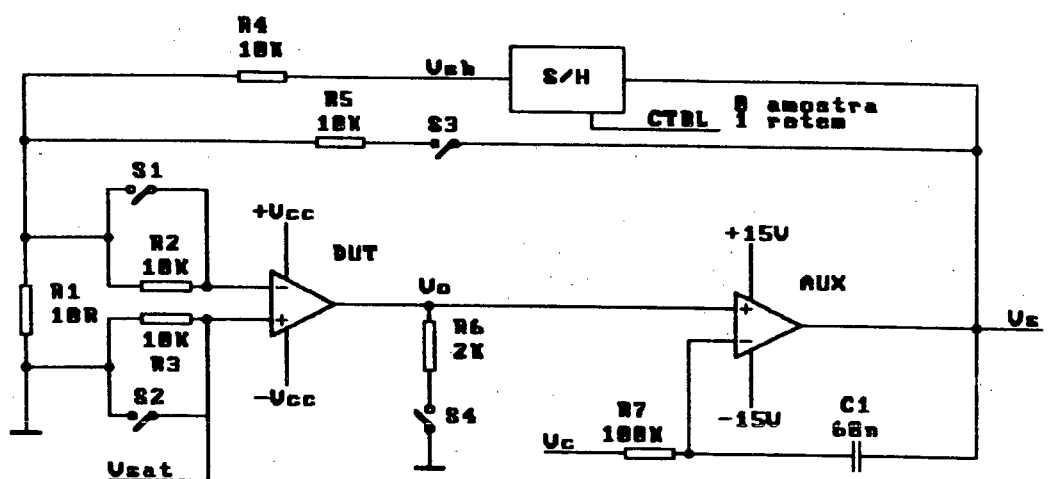 R4
10K
Vsh
S/H
R5
10K
S3
CTRL
0 amostra
1 retem
S1
+Vcc
R2
10K
DUT
+15V
AUX
R1
10R
Vo
Vs
10K
R3
R6
2K
S2
-Vcc
S4
-15V
C1
68n
R7
100K
Vc
Vsat